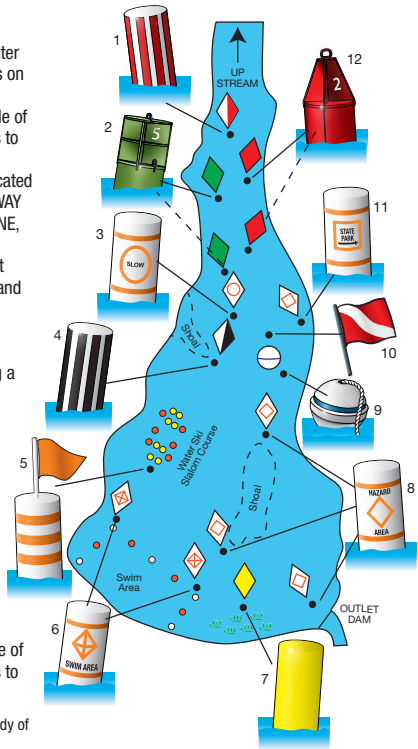 s on
le of
s to
cated
WAY
NE,
t
and
g a
e of
s to
dy of
1
UP
STREAM
12
2
2
5
3
SLOW
11
STATE
PARK
Shoal
4
10
9
Water Ski
Slalom Course
5
Shoal
8
HAZARD
AREA
Swim
Area
6
SWIM AREA
OUTLET
DAM
7